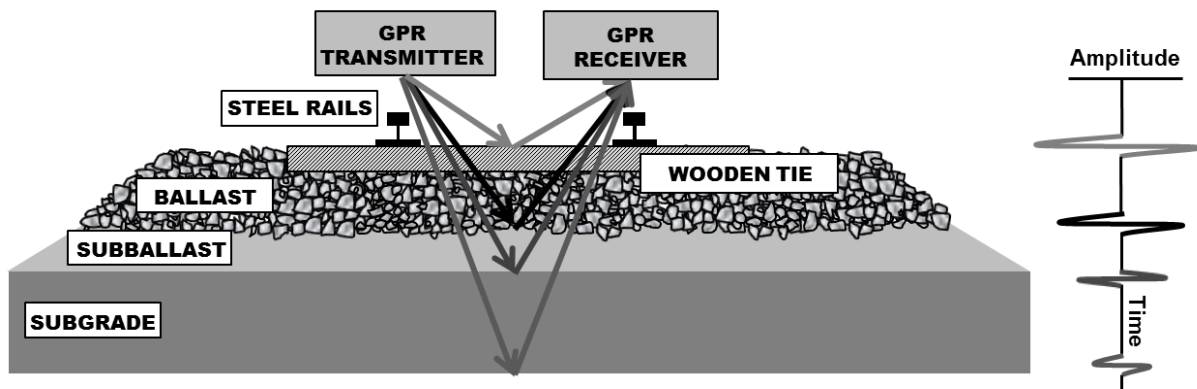 GPR
TRANSMITTER
GPR
RECEIVER
Amplitude
STEEL RAILS
WOODEN TIE
BALLAST
SUBBALLAST
SUBGRADE
Time